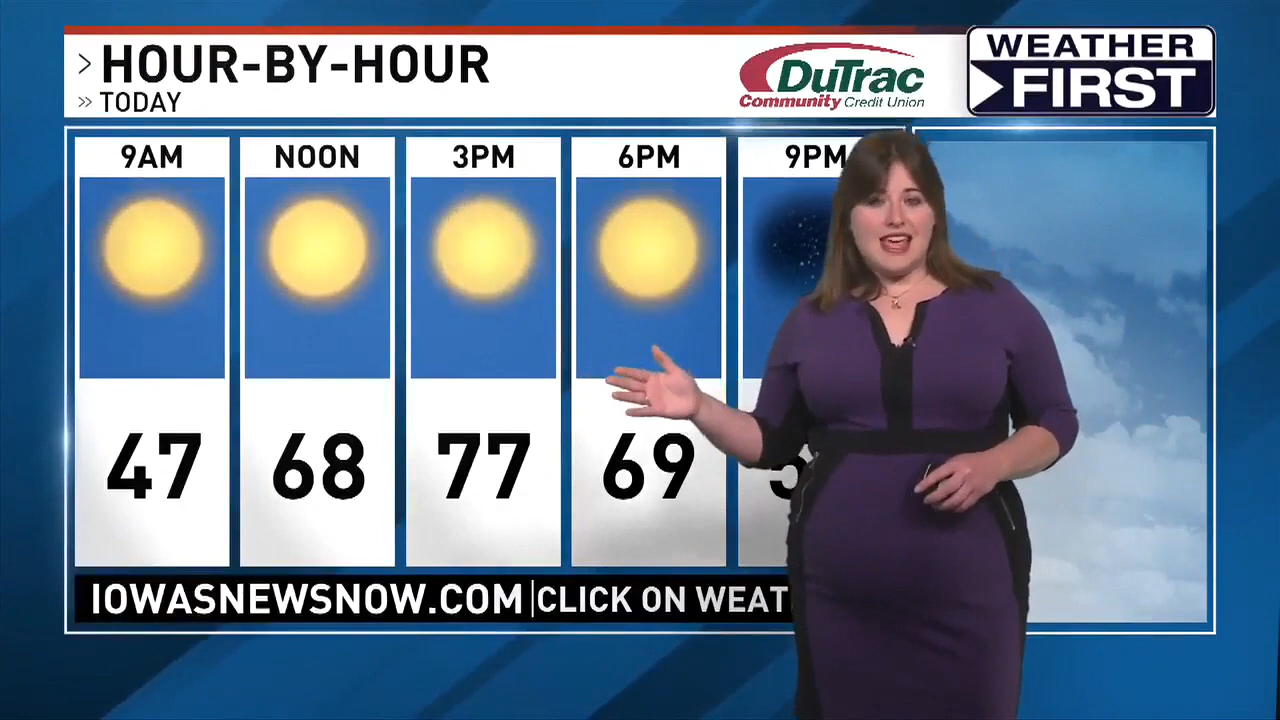 HOUR-BY-HOUR
TODAY
DuTrac
Community Credit Union
WEATHER
FIRST
9AM NOON 3PM 6PM 9PM
47 68 77 69
IOWASNEWSNOW.COM CLICK ON WEAT